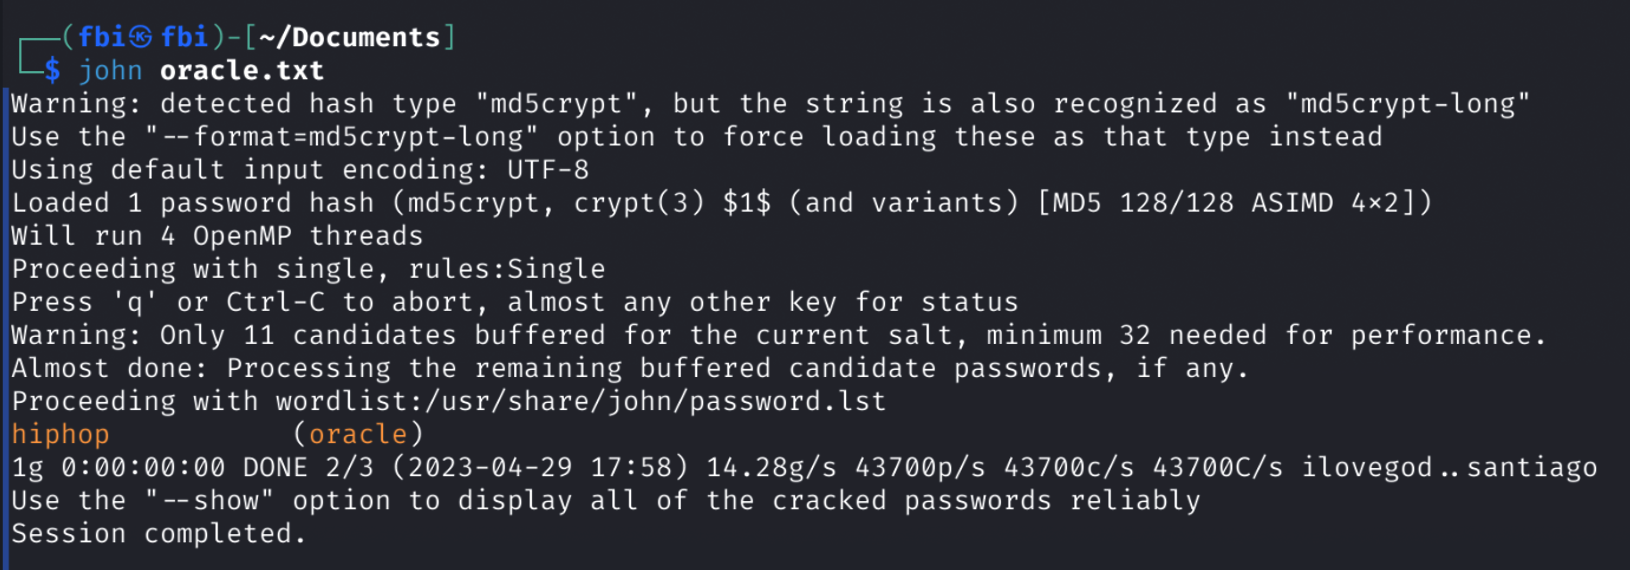 ┌──(fbi㉿fbi)-[~/Documents]
└─$ john oracle.txt
Warning: detected hash type "md5crypt", but the string is also recognized as "md5crypt-long"
Use the "--format=md5crypt-long" option to force loading these as that type instead
Using default input encoding: UTF-8
Loaded 1 password hash (md5crypt, crypt(3) $1$ (and variants) [MD5 128/128 ASIMD 4x2])
Will run 4 OpenMP threads
Proceeding with single, rules:Single
Press 'q' or Ctrl-C to abort, almost any other key for status
Warning: Only 11 candidates buffered for the current salt, minimum 32 needed for performance.
Almost done: Processing the remaining buffered candidate passwords, if any.
Proceeding with wordlist:/usr/share/john/password.lst
hiphop           (oracle)
1g 0:00:00:00 DONE 2/3 (2023-04-29 17:58) 14.28g/s 43700p/s 43700c/s 43700C/s ilovegod..santiago
Use the "--show" option to display all of the cracked passwords reliably
Session completed.